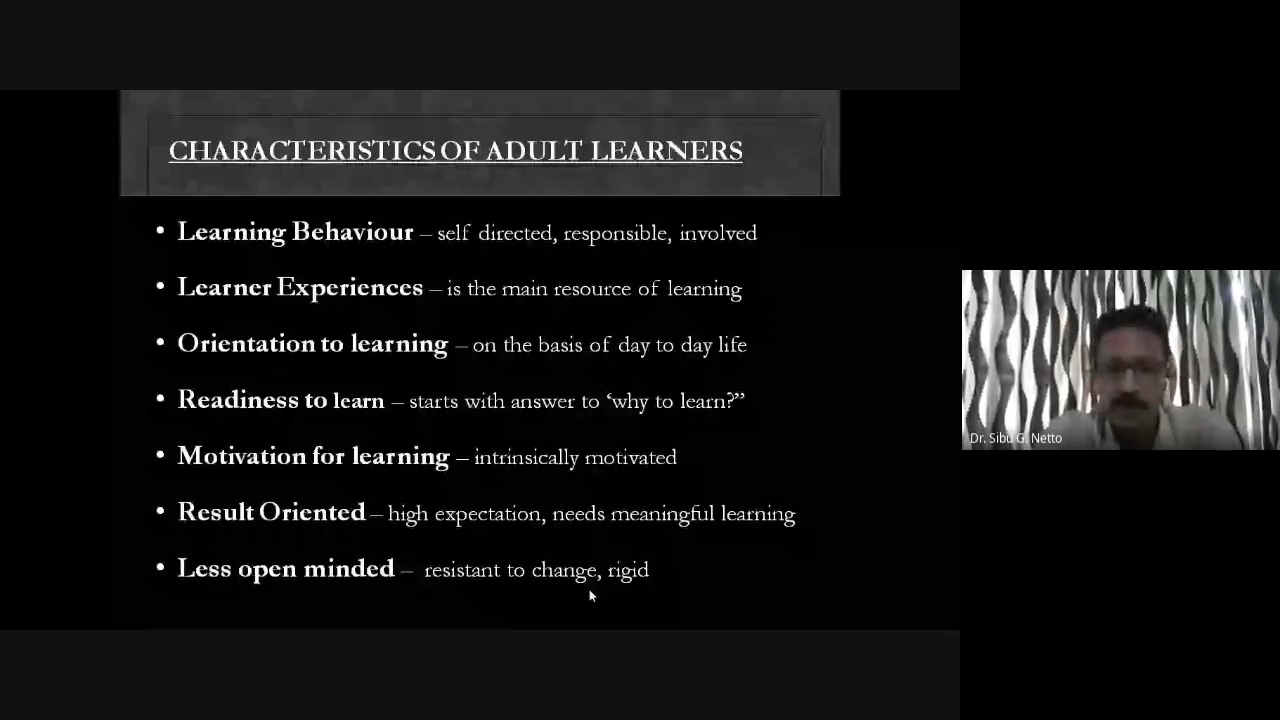 CHARACTERISTICS OF ADULT LEARNERS
• Learning Behaviour – self directed, responsible, involved
• Learner Experiences – is the main resource of learning
• Orientation to learning – on the basis of day to day life
• Readiness to learn – starts with answer to ‘why to learn?”
• Motivation for learning – intrinsically motivated
• Result Oriented – high expectation, needs meaningful learning
• Less open minded – resistant to change, rigid
Dr. Sibu G. Netto